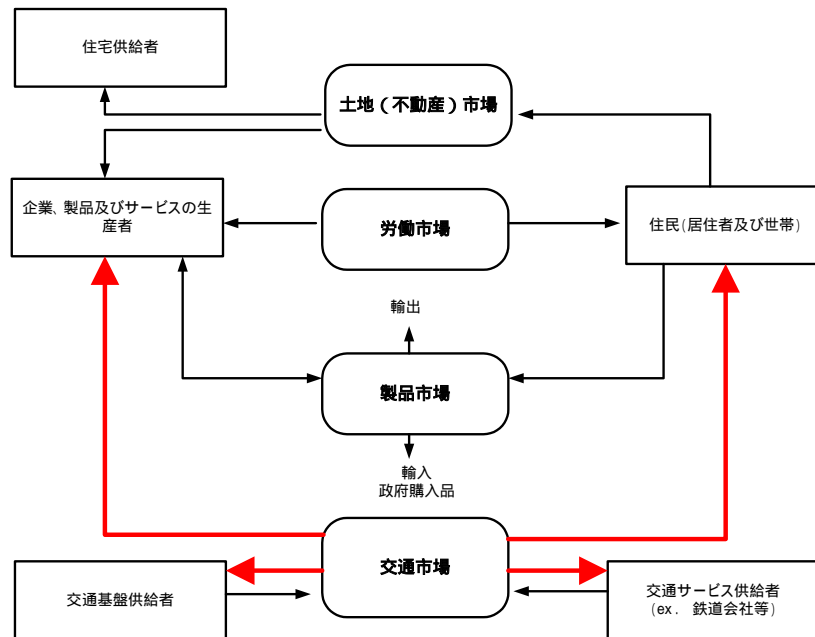 住宅供給者
土地（不動産）市場
企業、製品及びサービスの生
産者
労働市場
住民(居住者及び世帯)
輸出
製品市場
輸入
政府購入品
交通市場
交通基盤供給者
交通サービス供給者
(ex. 鉄道会社等)